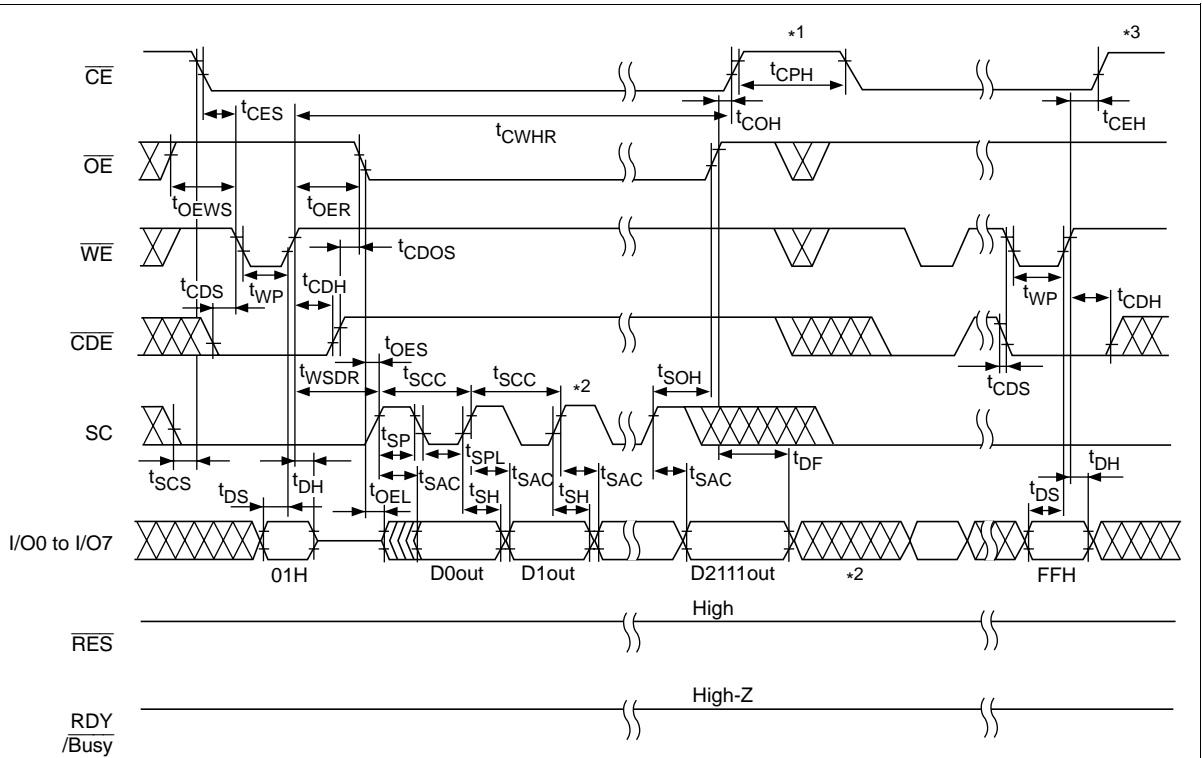 *1
*3
CE
tCPH
tCES
tCOH
tCEH
tCWHR
OE
tOEWS
tOER
WE
tCDOS
tCDS
tWP
tCDH
tWP
tCDH
CDE
tOES
tWSDR
tSCC
tSCC
*2
tSOH
tCDS
SC
tSP
tSPL
tSCS
tDH
tSAC
tSAC
tSAC
tSAC
tDF
tDH
tDS
tOEL
tSH
tSH
tDS
I/O0 to I/O7
01H
D0out
D1out
D2111out
*2
FFH
High
RES
High-Z
RDY
/Busy